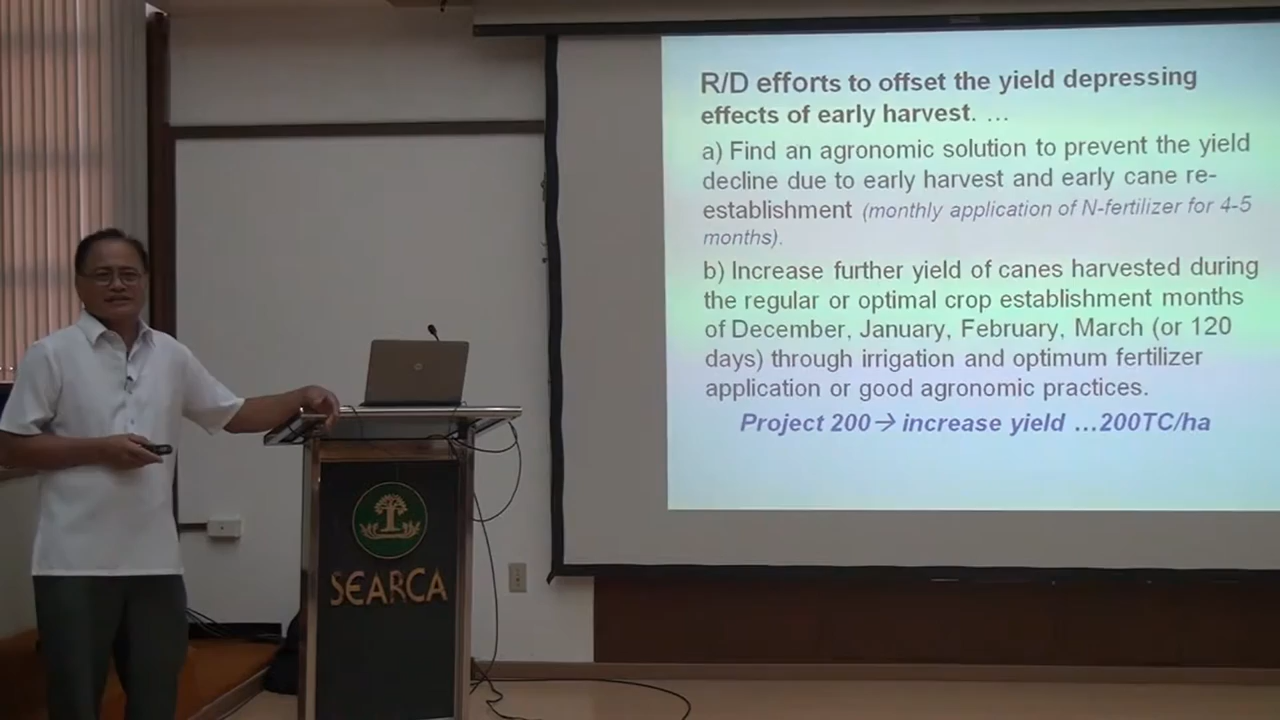 R/D efforts to offset the yield depressing
effects of early harvest. ...
a) Find an agronomic solution to prevent the yield
decline due to early harvest and early cane re-
establishment (monthly application of N-fertilizer for 4-5
months).
b) Increase further yield of canes harvested during
the regular or optimal crop establishment months
of December, January, February, March (or 120
days) through irrigation and optimum fertilizer
application or good agronomic practices.
Project 200→ increase yield ...200TC/ha
SEARCA